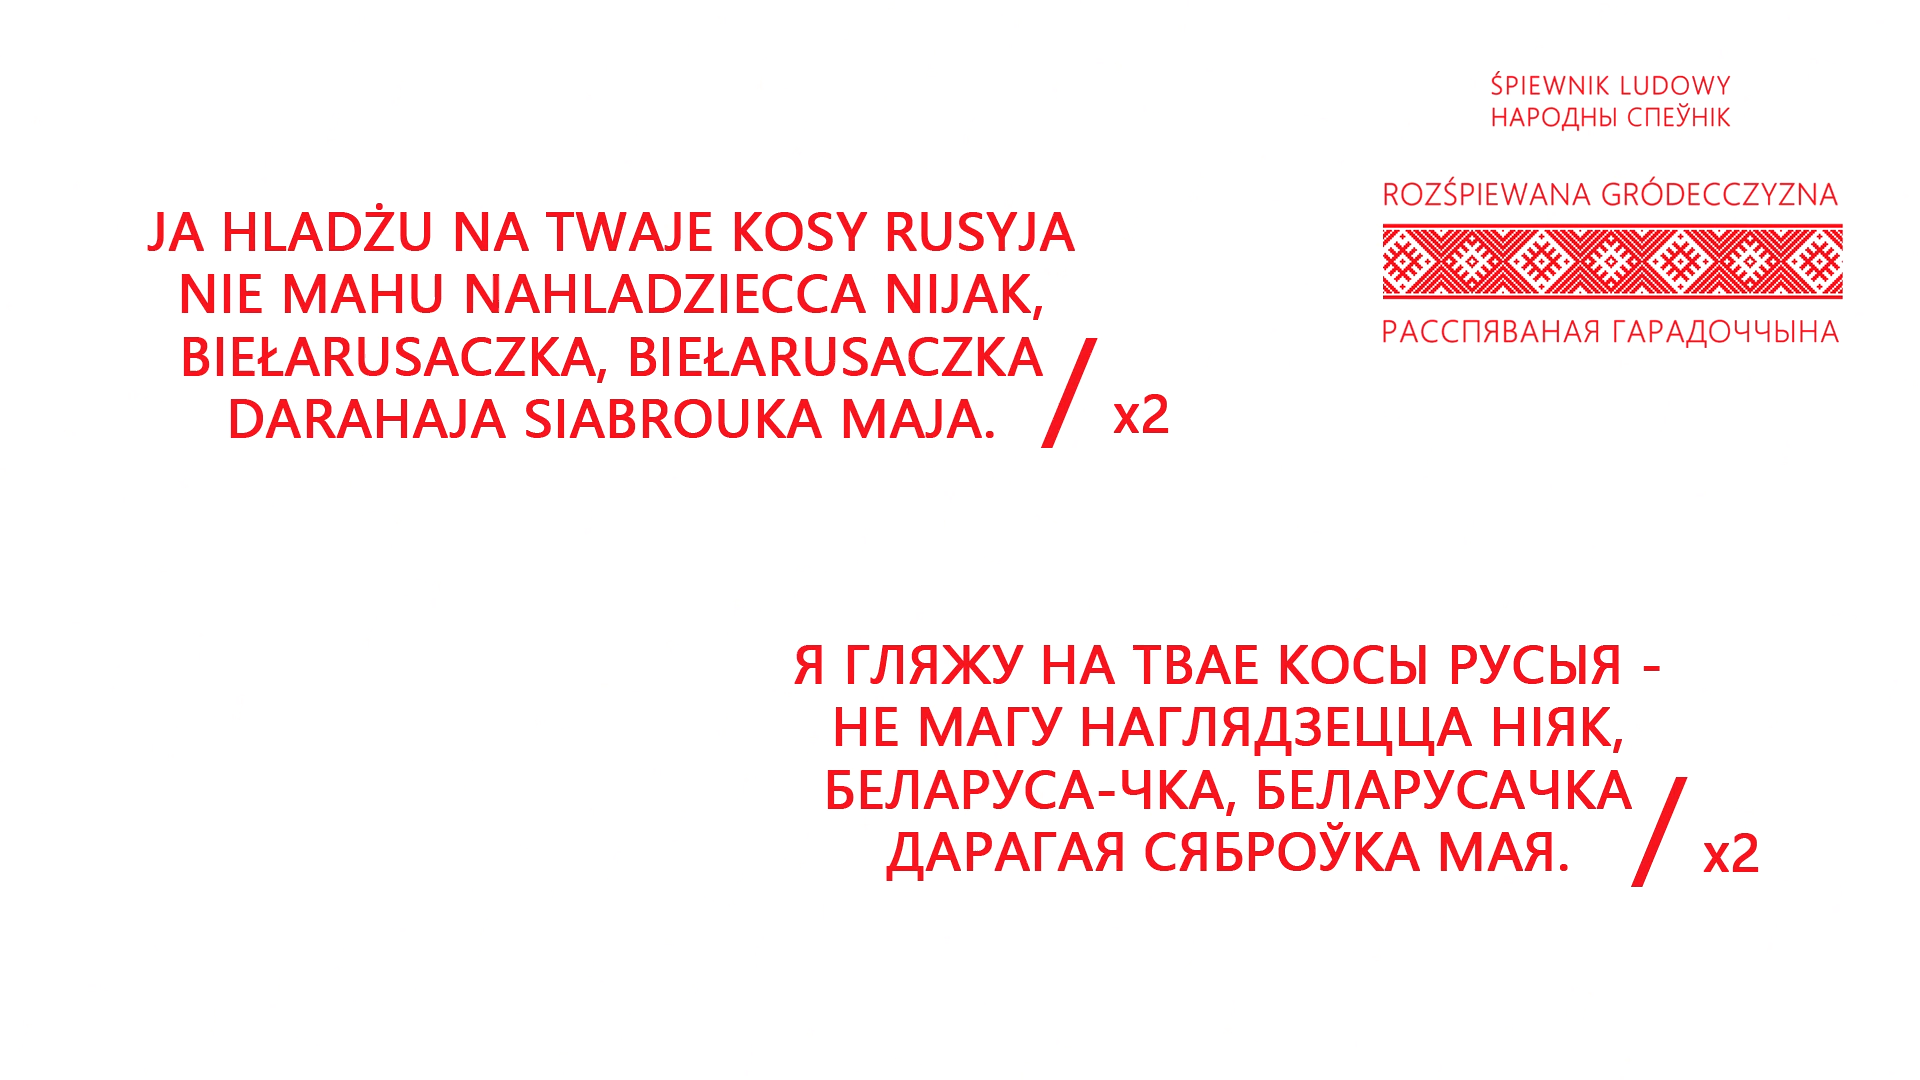 ŚPIEWNIK LUDOWY
НАРОДНЫ СПЕЎНІК
ROZŚPIEWANA GRÓDECCZYZNA
РАССПЯВАНАЯ ГАРАДОЧЧЫНА
JA HLADŻU NA TWAJE KOSY RUSYJA
NIE MAHU NAHLADZIECCA NIJAK,
BIEŁARUSACZKA, BIEŁARUSACZKA
DARAHAJA SIABROUKA MAJA. / x2
Я ГЛЯЖУ НА ТВАЕ КОСЫ РУСЫЯ -
НЕ МАГУ НАГЛЯДЗЕЦЦА НІЯК,
БЕЛАРУСА-ЧКА, БЕЛАРУСАЧКА
ДАРАГАЯ СЯБРОЎКА МАЯ. / x2